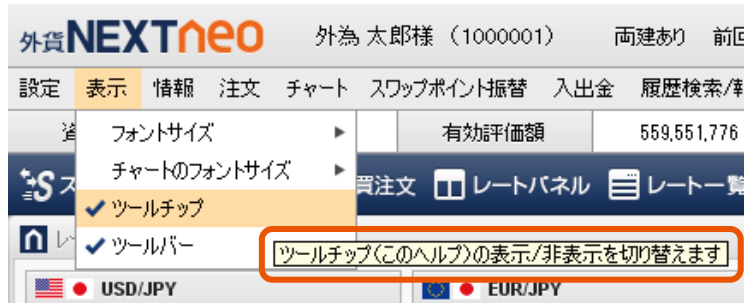 外貨NEXTneo 外為 太郎様 (1000001) 両建あり 前回
設定 表示 情報 注文 チャート スワップポイント振替 入出金 履歴検索/
フォントサイズ 有効評価額 559,551,776
チャートのフォントサイズ
ス 買注文 レートパネル レート一覧
ツールチップ
レ ツールバー
ツールチップ(このヘルプ)の表示/非表示を切り替えます
USD/JPY EUR/JPY